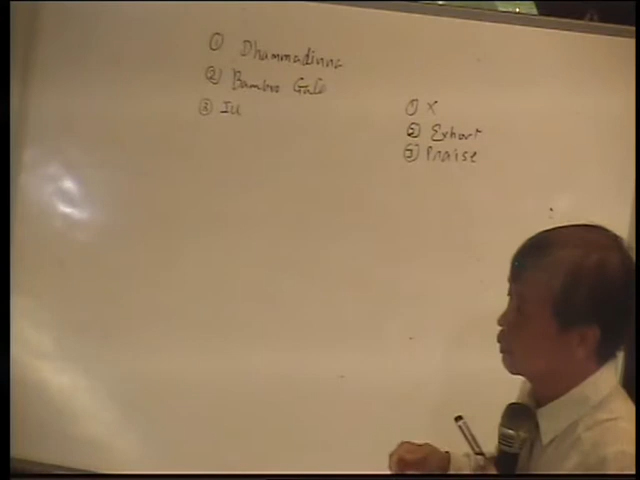 ① Dhammadinna
② Bamboo Gate
③ Ill
① X
② Exhort
③ Praise